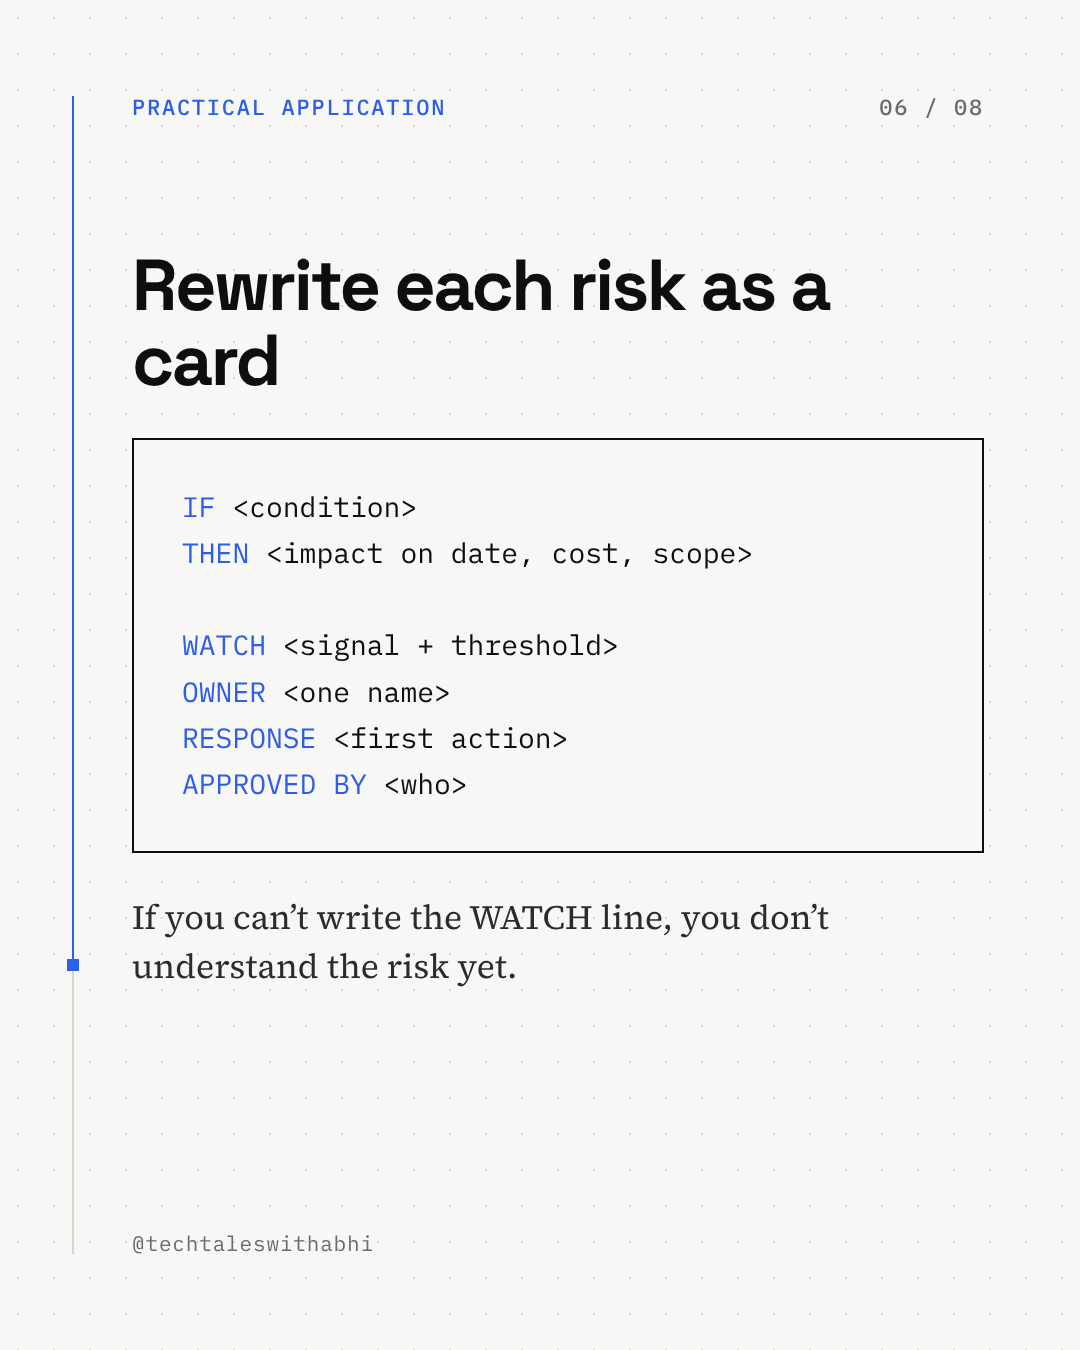 PRACTICAL APPLICATION
06 / 08
Rewrite each risk as a
card
IF <condition>
THEN <impact on date, cost, scope>
WATCH <signal + threshold>
OWNER <one name>
RESPONSE <first action>
APPROVED BY <who>
If you can’t write the WATCH line, you don’t
understand the risk yet.
@techtaleswithabhi